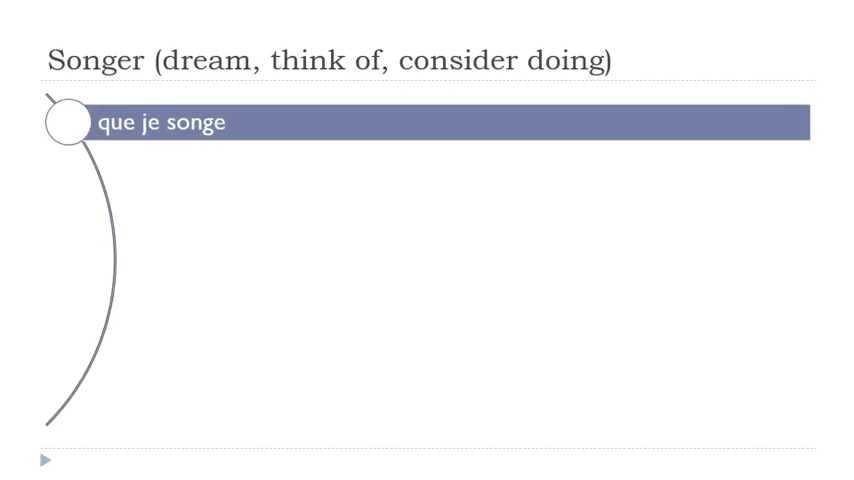 Songer (dream, think of, consider doing)
que je songe